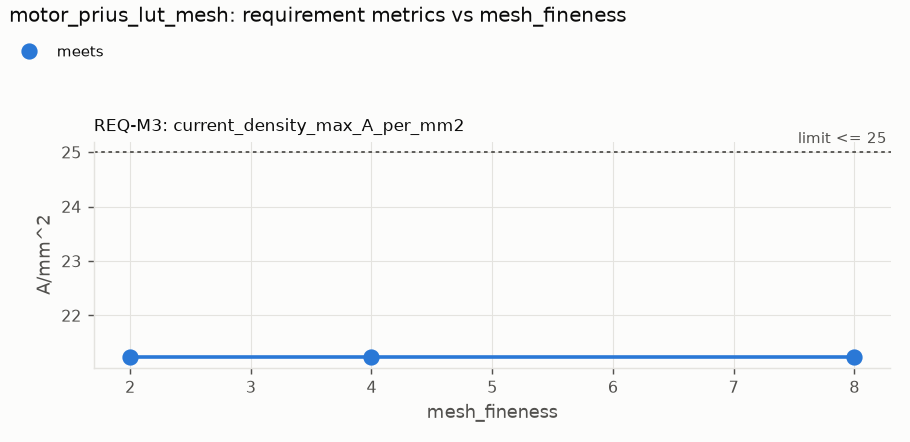 motor_prius_lut_mesh: requirement metrics vs mesh_fineness
meets
REQ-M3: current_density_max_A_per_mm2
limit <= 25
25
24
23
22
A/mm^2
2 3 4 5 6 7 8
mesh_fineness